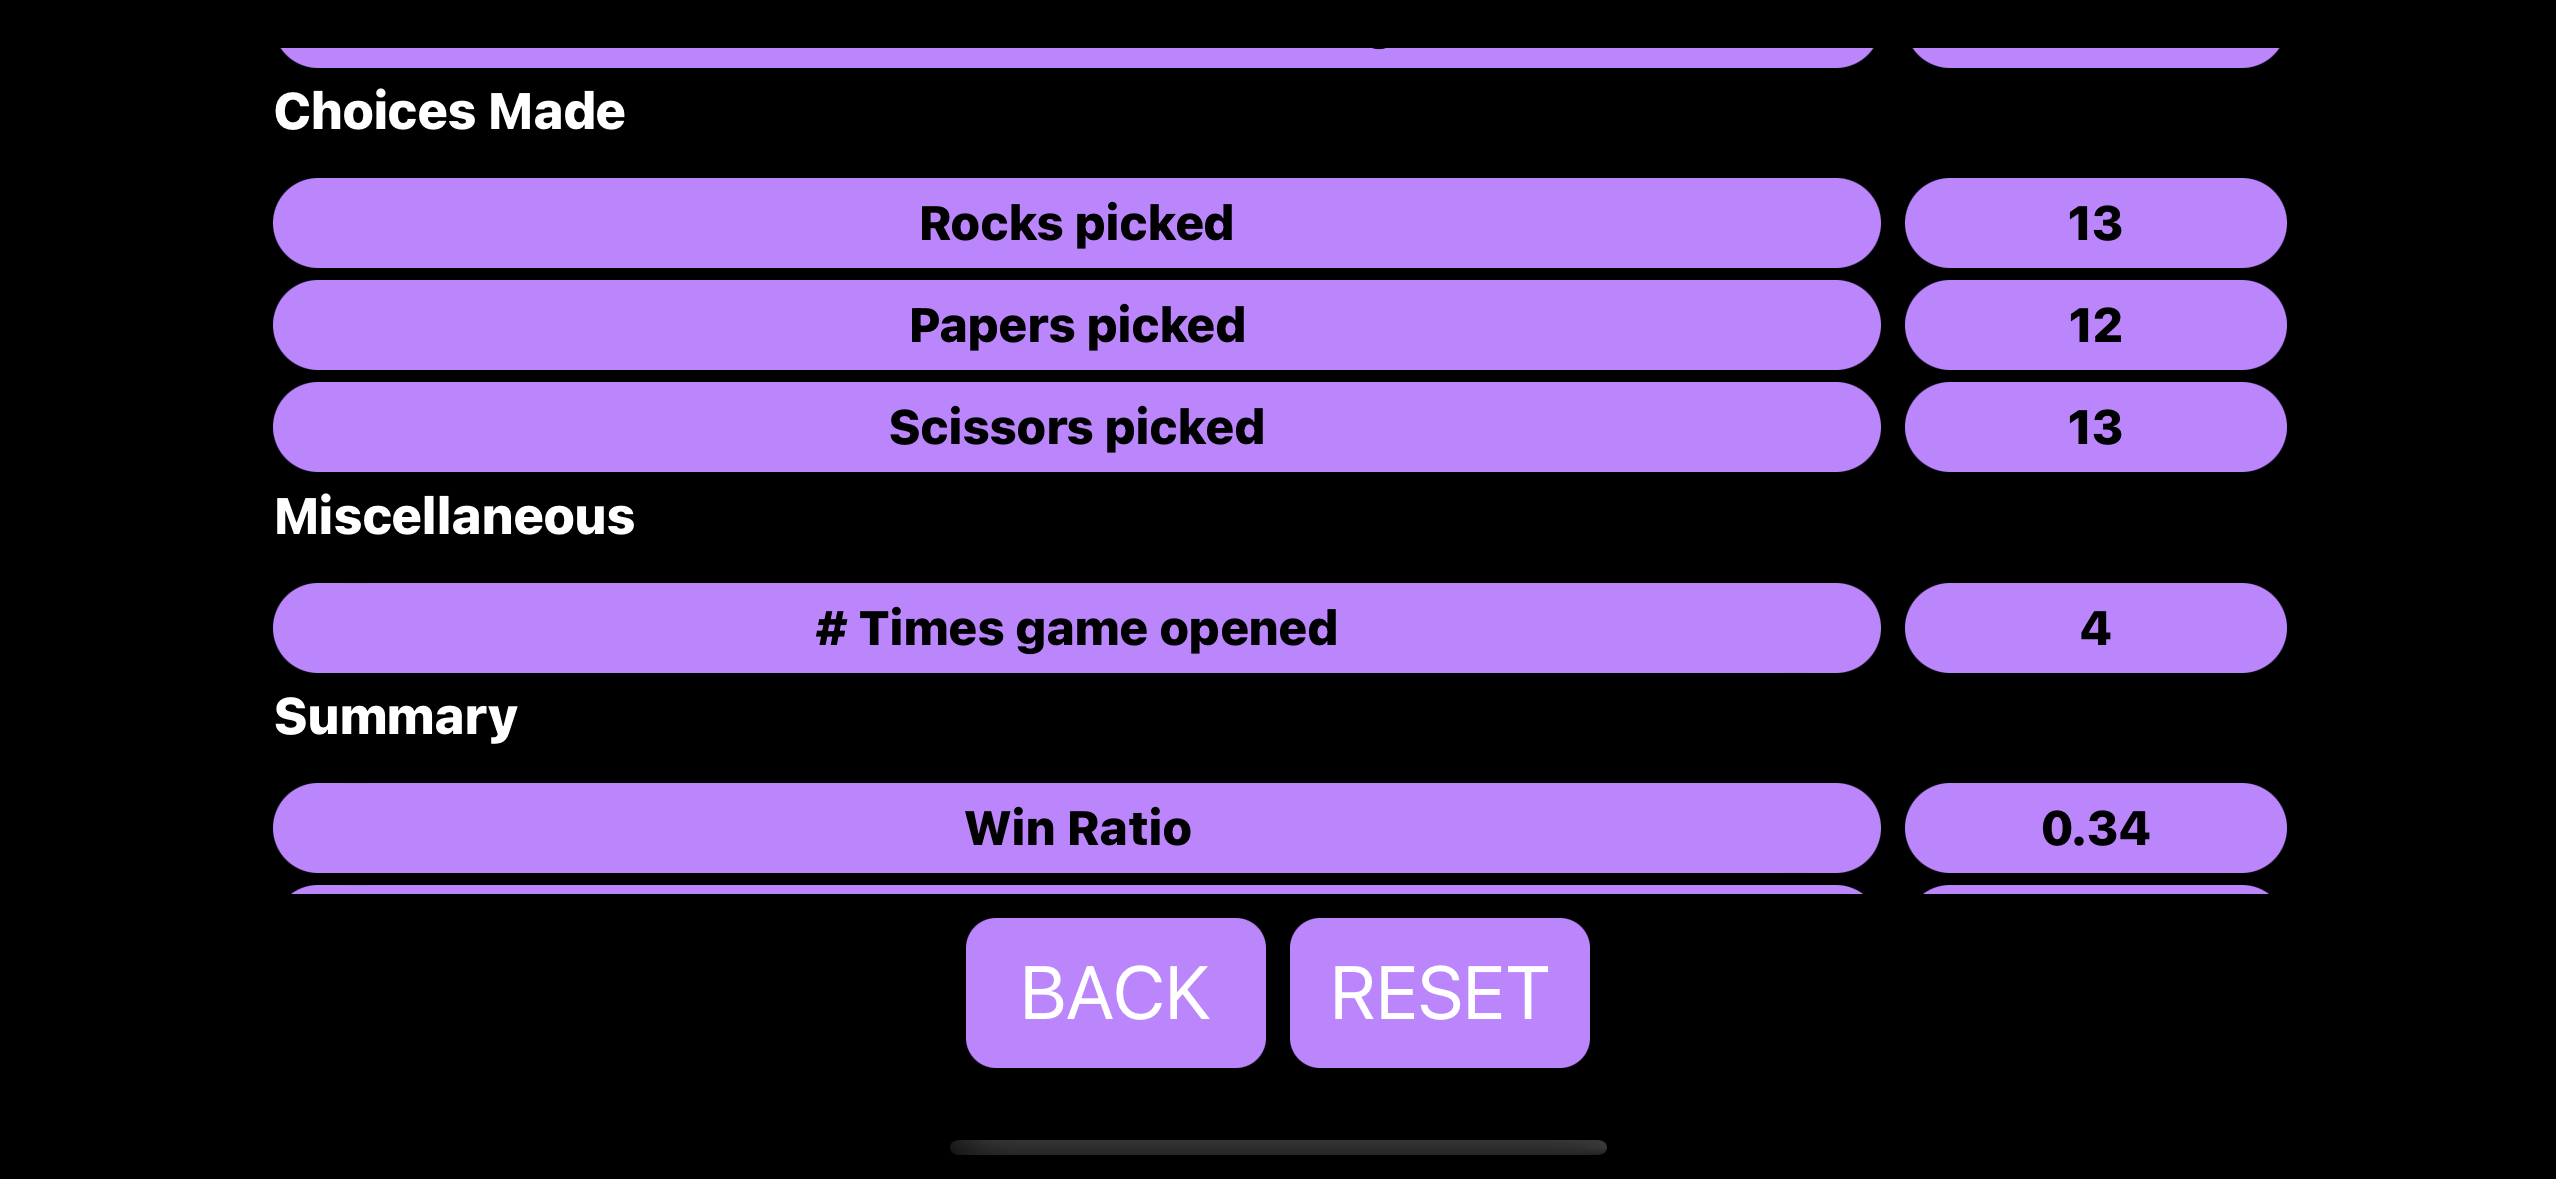 Choices Made
Rocks picked 13
Papers picked 12
Scissors picked 13
Miscellaneous
# Times game opened 4
Summary
Win Ratio 0.34
BACK RESET